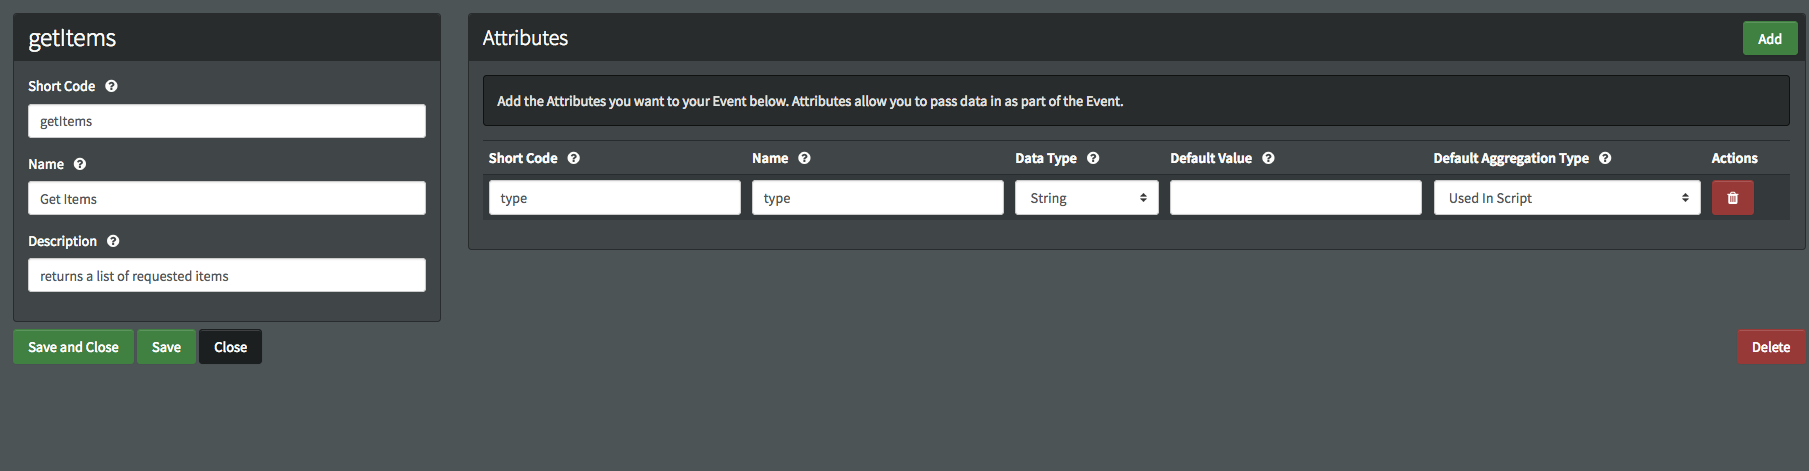 getItems
Short Code
getItems
Name
Get Items
Description
returns a list of requested items
Save and Close Save Close
Attributes Add
Add the Attributes you want to your Event below. Attributes allow you to pass data in as part of the Event.
Short Code Name Data Type Default Value Default Aggregation Type Actions
type type String Used In Script
Delete